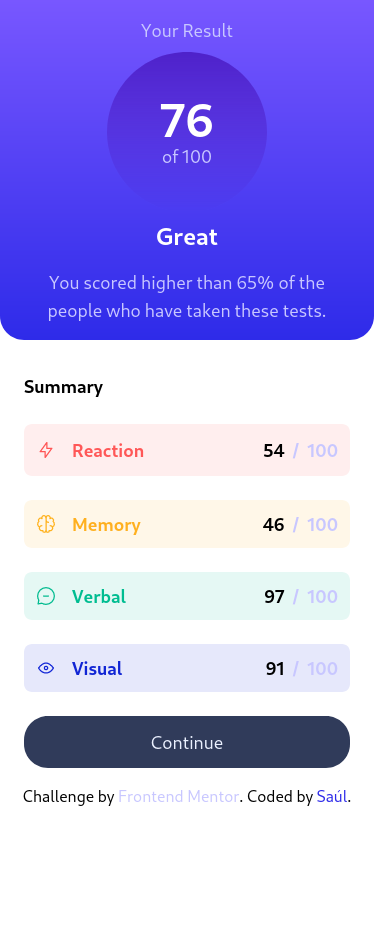 Your Result
76
of 100
Great
You scored higher than 65% of the
people who have taken these tests.
Summary
Reaction 54 / 100
Memory 46 / 100
Verbal 97 / 100
Visual 91 / 100
Continue
Challenge by Frontend Mentor. Coded by Saúl.